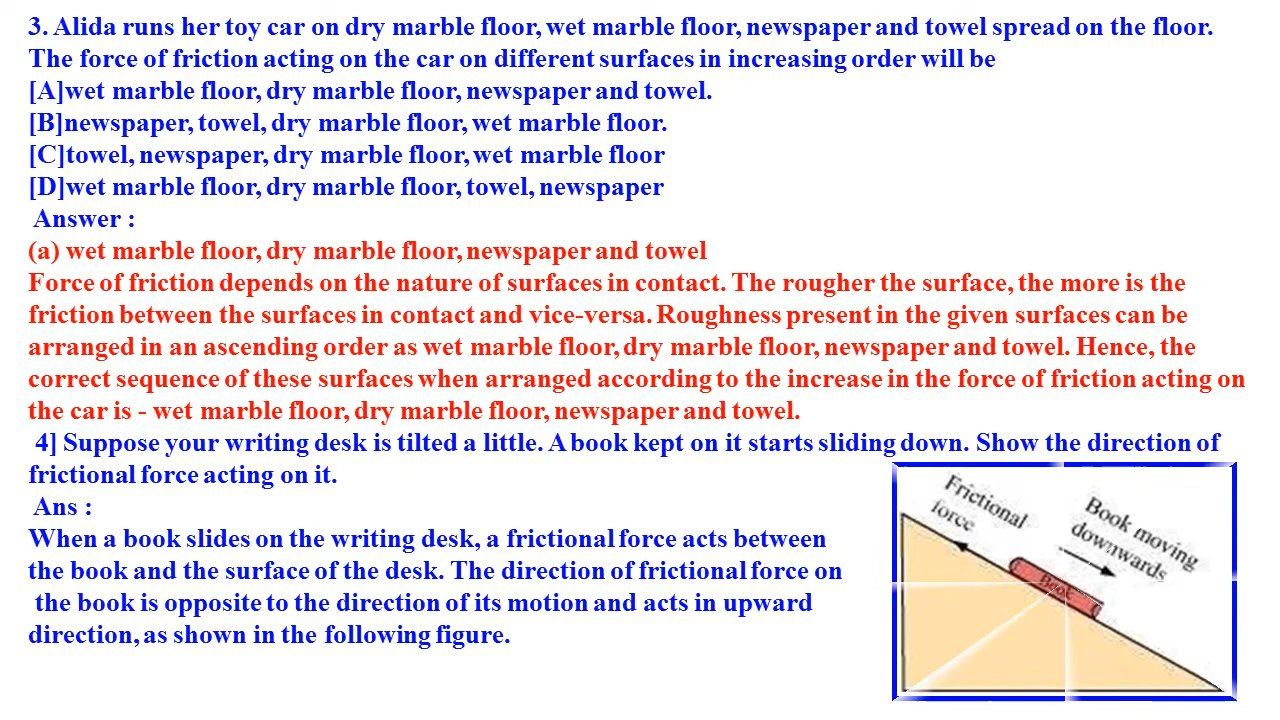 3. Alida runs her toy car on dry marble floor, wet marble floor, newspaper and towel spread on the floor.
The force of friction acting on the car on different surfaces in increasing order will be
[A]wet marble floor, dry marble floor, newspaper and towel.
[B]newspaper, towel, dry marble floor, wet marble floor.
[C]towel, newspaper, dry marble floor, wet marble floor
[D]wet marble floor, dry marble floor, towel, newspaper
Answer :
(a) wet marble floor, dry marble floor, newspaper and towel
Force of friction depends on the nature of surfaces in contact. The rougher the surface, the more is the
friction between the surfaces in contact and vice-versa. Roughness present in the given surfaces can be
arranged in an ascending order as wet marble floor, dry marble floor, newspaper and towel. Hence, the
correct sequence of these surfaces when arranged according to the increase in the force of friction acting on
the car is - wet marble floor, dry marble floor, newspaper and towel.
4] Suppose your writing desk is tilted a little. A book kept on it starts sliding down. Show the direction of
frictional force acting on it.
Ans :
When a book slides on the writing desk, a frictional force acts between
the book and the surface of the desk. The direction of frictional force on
the book is opposite to the direction of its motion and acts in upward
direction, as shown in the following figure.
Frictional
force
Book moving
downwards
Book